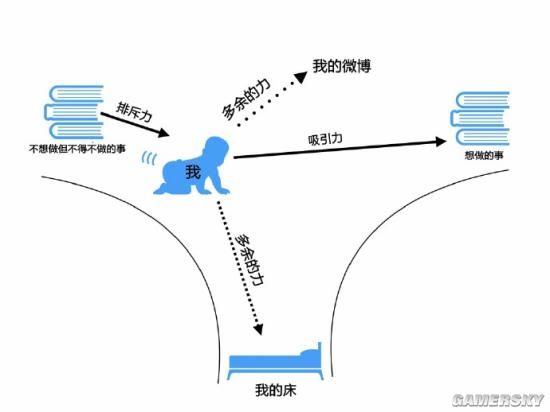 多余的力
我的微博
排斥力
不想做但不得不做的事
吸引力
想做的事
我
多余的力
我的床
GAMERSKY